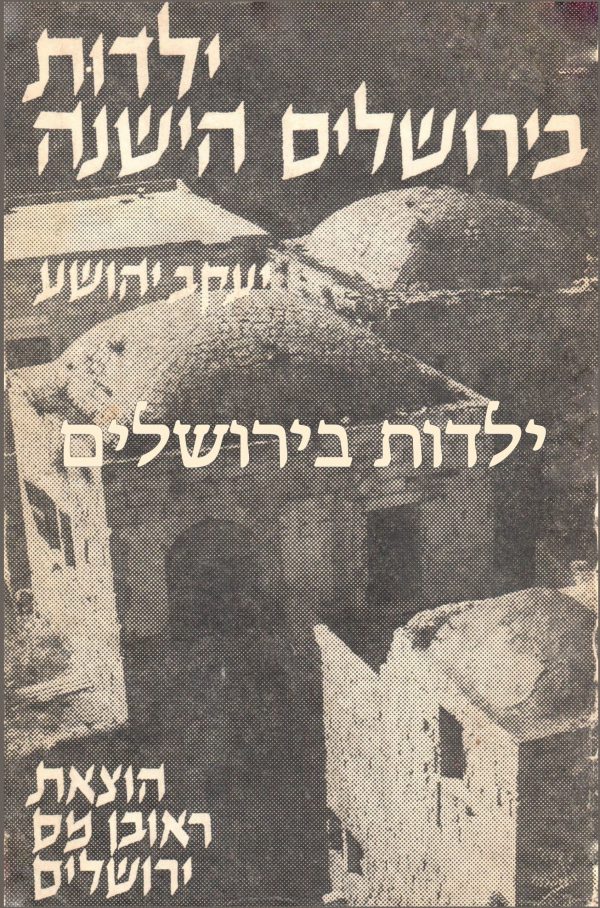 ילדות
בירושלים הישנה
יעקב יהושע
ילדות בירושלים
הוצאת
ראובן מס
ירושלים